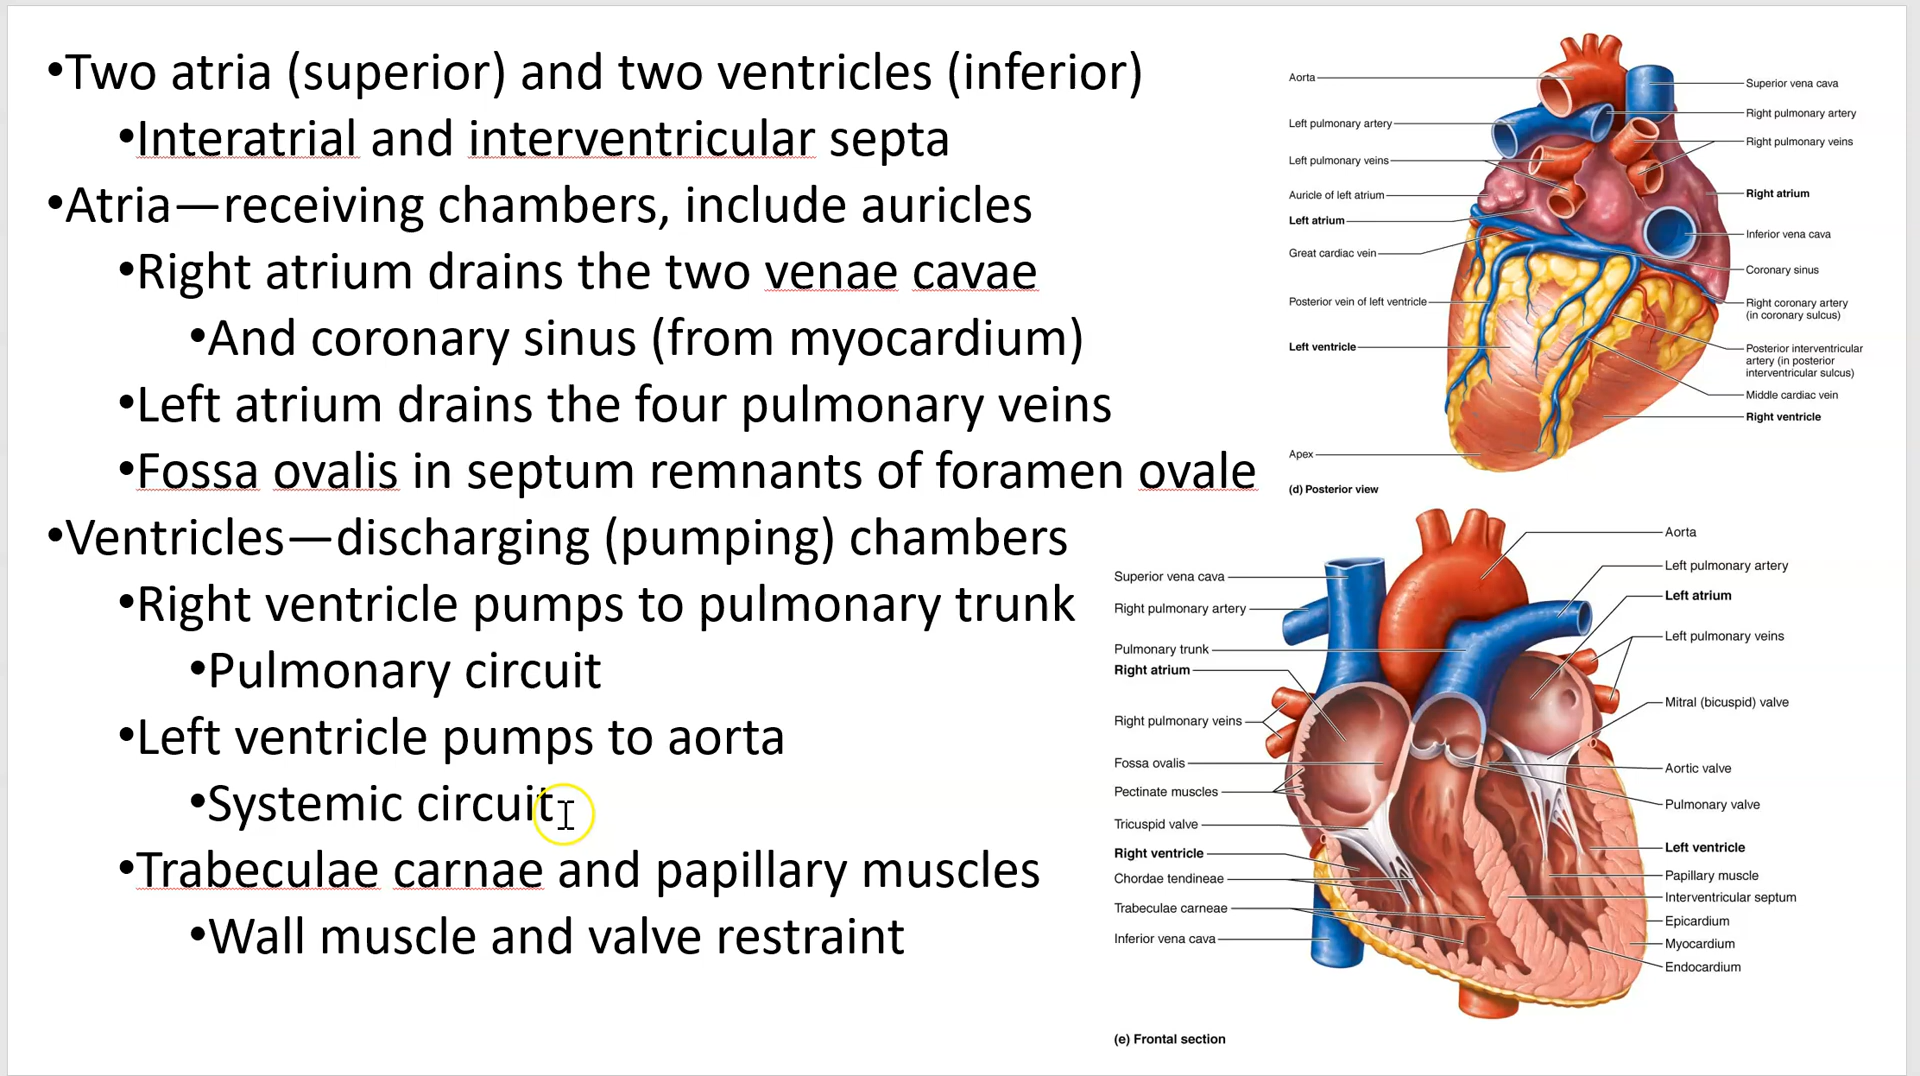 •Two atria (superior) and two ventricles (inferior)
•Interatrial and interventricular septa
•Atria—receiving chambers, include auricles
•Right atrium drains the two venae cavae
•And coronary sinus (from myocardium)
•Left atrium drains the four pulmonary veins
•Fossa ovalis in septum remnants of foramen ovale
•Ventricles—discharging (pumping) chambers
•Right ventricle pumps to pulmonary trunk
•Pulmonary circuit
•Left ventricle pumps to aorta
•Systemic circuit
•Trabeculae carnae and papillary muscles
•Wall muscle and valve restraint
Aorta
Left pulmonary artery
Left pulmonary veins
Auricle of left atrium
Left atrium
Great cardiac vein
Posterior vein of left ventricle
Left ventricle
Apex
Superior vena cava
Right pulmonary artery
Right pulmonary veins
Right atrium
Inferior vena cava
Coronary sinus
Right coronary artery
(in coronary sulcus)
Posterior interventricular
artery (in posterior
interventricular sulcus)
Middle cardiac vein
Right ventricle
(d) Posterior view
Superior vena cava
Right pulmonary artery
Pulmonary trunk
Right atrium
Right pulmonary veins
Fossa ovalis
Pectinate muscles
Tricuspid valve
Right ventricle
Chordae tendineae
Trabeculae carneae
Inferior vena cava
Aorta
Left pulmonary artery
Left atrium
Left pulmonary veins
Mitral (bicuspid) valve
Aortic valve
Pulmonary valve
Left ventricle
Papillary muscle
Interventricular septum
Epicardium
Myocardium
Endocardium
(e) Frontal section